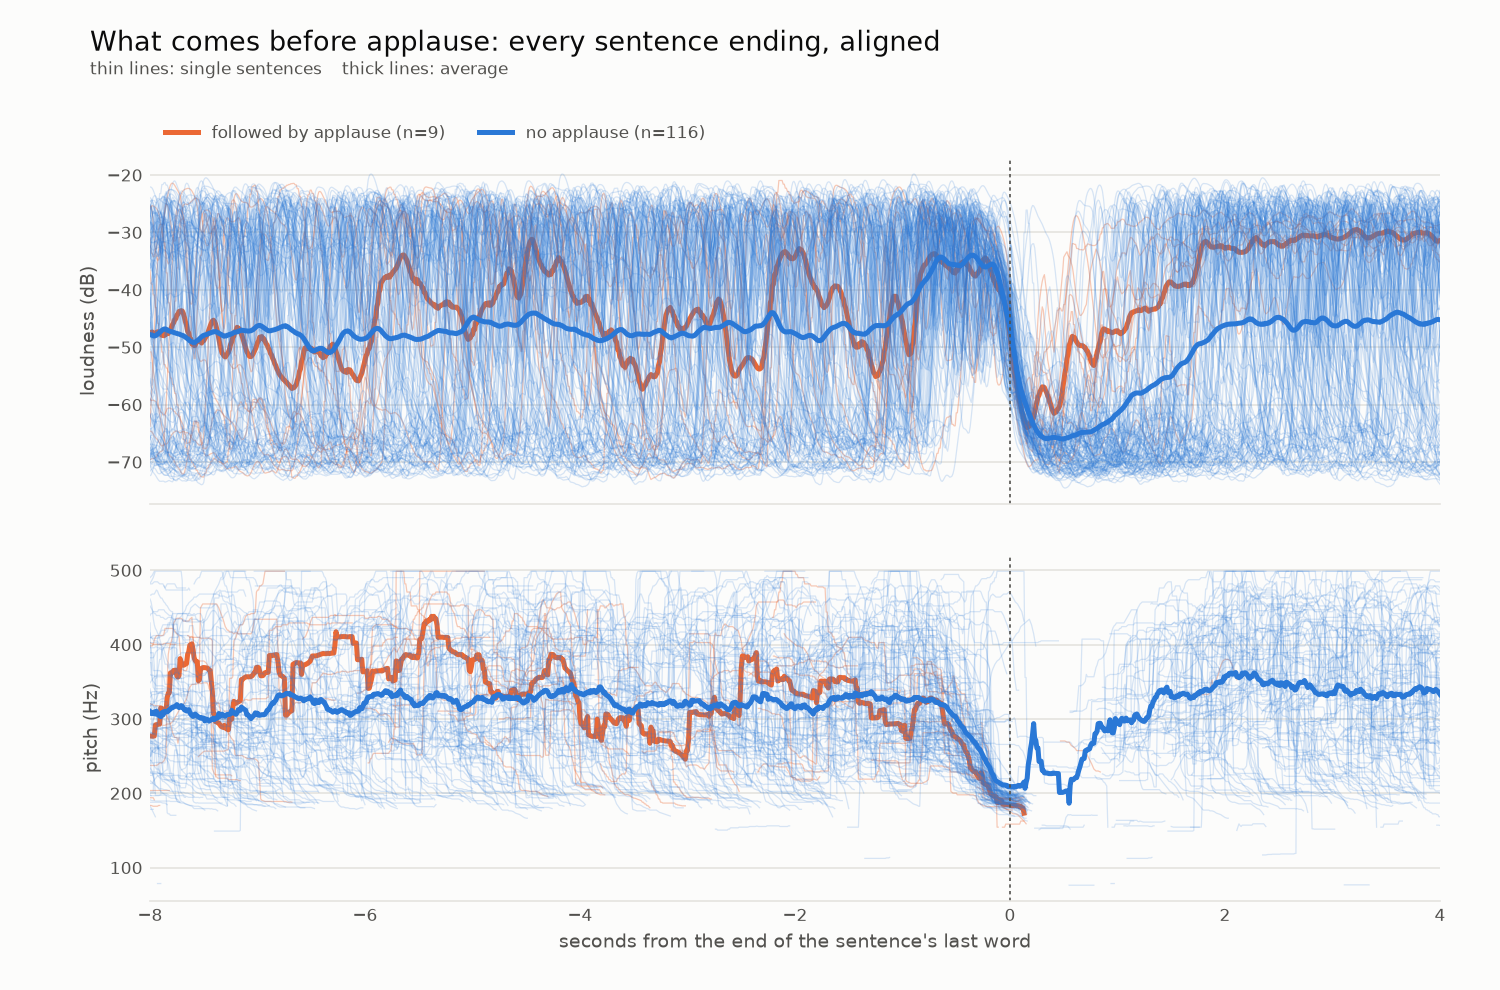 What comes before applause: every sentence ending, aligned
thin lines: single sentences    thick lines: average
followed by applause (n=9)    no applause (n=116)
−20
−30
−40
−50
−60
−70
loudness (dB)
500
400
300
200
100
pitch (Hz)
−8    −6    −4    −2    0    2    4
seconds from the end of the sentence's last word